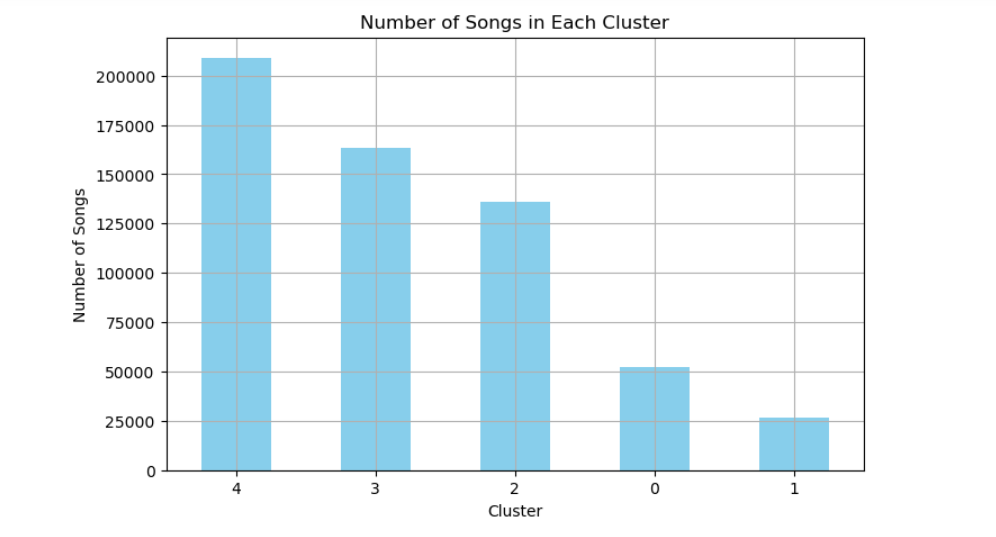 Number of Songs in Each Cluster
200000
175000
150000
125000
100000
75000
50000
25000
0
Number of Songs
4 3 2 0 1
Cluster